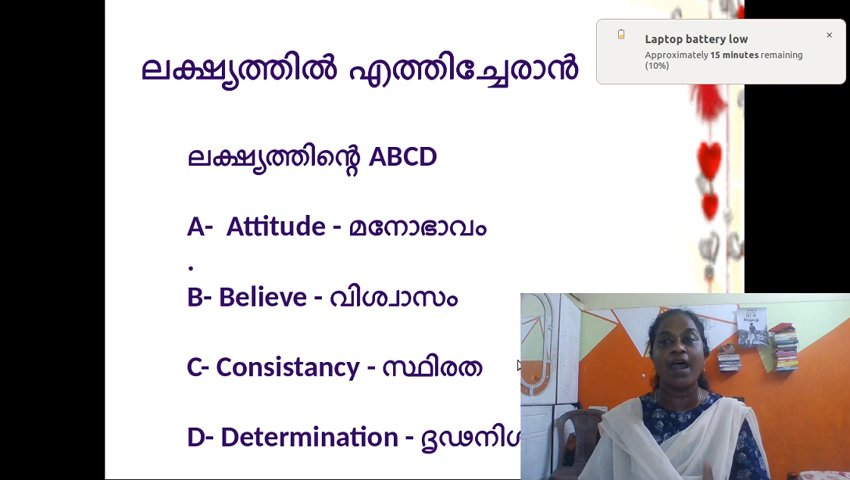 ലക്ഷ്യത്തിൽ എത്തിച്ചേരാൻ
Laptop battery low
Approximately 15 minutes remaining
(10%)
ലക്ഷ്യത്തിന്റെ ABCD
A- Attitude - മനോഭാവം
.
B- Believe - വിശ്വാസം
C- Consistancy - സ്ഥിരത
D- Determination -